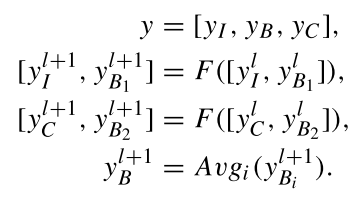 y = [y_I, y_B, y_C],
[y_I^{l+1}, y_{B_1}^{l+1}] = F([y_I^l, y_{B_1}^l]),
[y_C^{l+1}, y_{B_2}^{l+1}] = F([y_C^l, y_{B_2}^l]),
y_B^{l+1} = Avg_i(y_{B_i}^{l+1}).